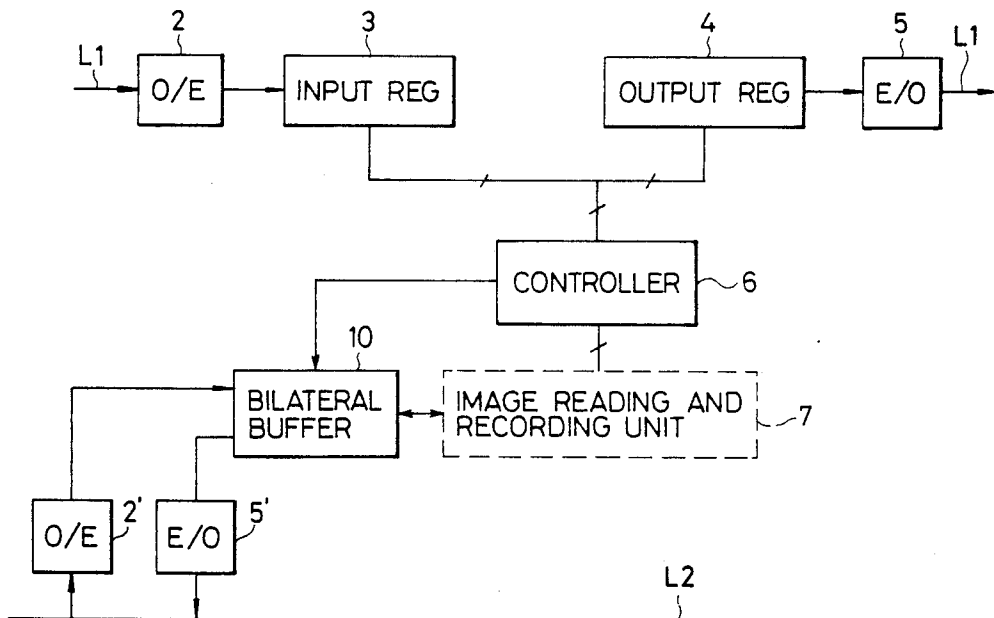 2
3
4
5
L1
L1
O/E
INPUT REG
OUTPUT REG
E/O
CONTROLLER
6
10
BILATERAL
BUFFER
IMAGE READING AND
RECORDING UNIT
7
O/E
2'
E/O
5'
L2